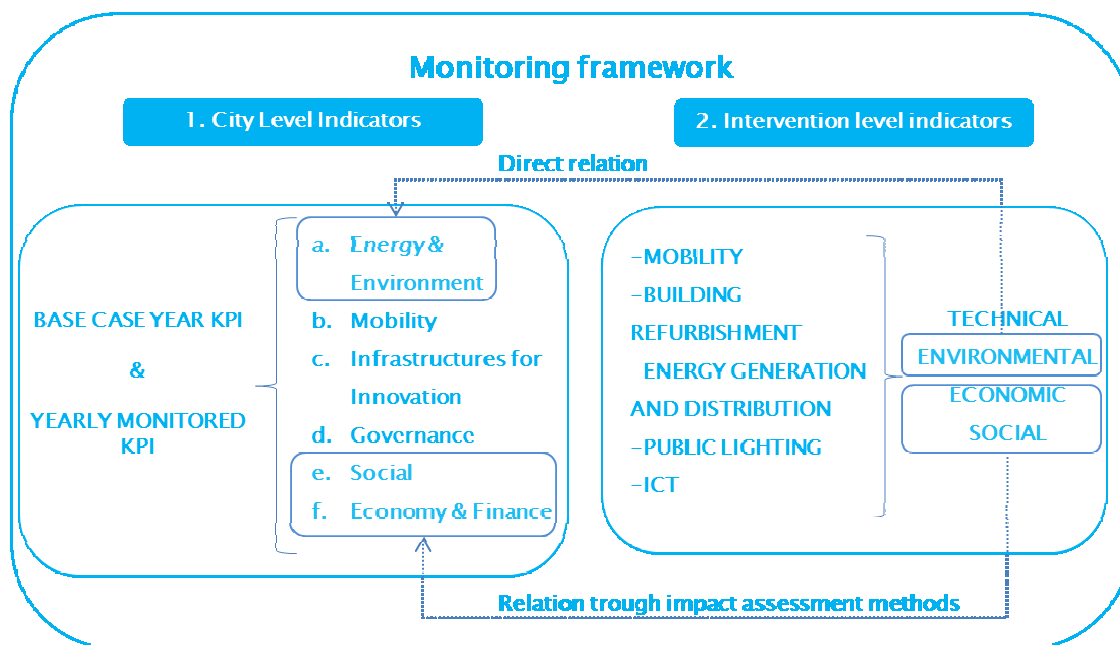 Monitoring framework
1. City Level Indicators
2. Intervention level indicators
Direct relation
BASE CASE YEAR KPI
&
YEARLY MONITORED
KPI
a. Energy &
Environment
b. Mobility
c. Infrastructures for
Innovation
d. Governance
e. Social
f. Economy & Finance
-MOBILITY
-BUILDING
REFURBISHMENT
ENERGY GENERATION
AND DISTRIBUTION
-PUBLIC LIGHTING
-ICT
TECHNICAL
ENVIRONMENTAL
ECONOMIC
SOCIAL
Relation trough impact assessment methods